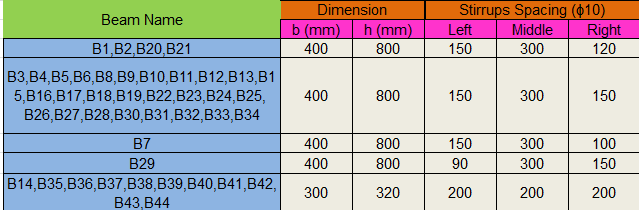 Beam Name Dimension Stirrups Spacing (ϕ10)
b (mm) h (mm) Left Middle Right
B1,B2,B20,B21 400 800 150 300 120
B3,B4,B5,B6,B8,B9,B10,B11,B12,B13,B1
5,B16,B17,B18,B19,B22,B23,B24,B25,
B26,B27,B28,B30,B31,B32,B33,B34
400 800 150 300 150
B7 400 800 150 300 100
B29 400 800 90 300 150
B14,B35,B36,B37,B38,B39,B40,B41,B42,
B43,B44
300 320 200 200 200